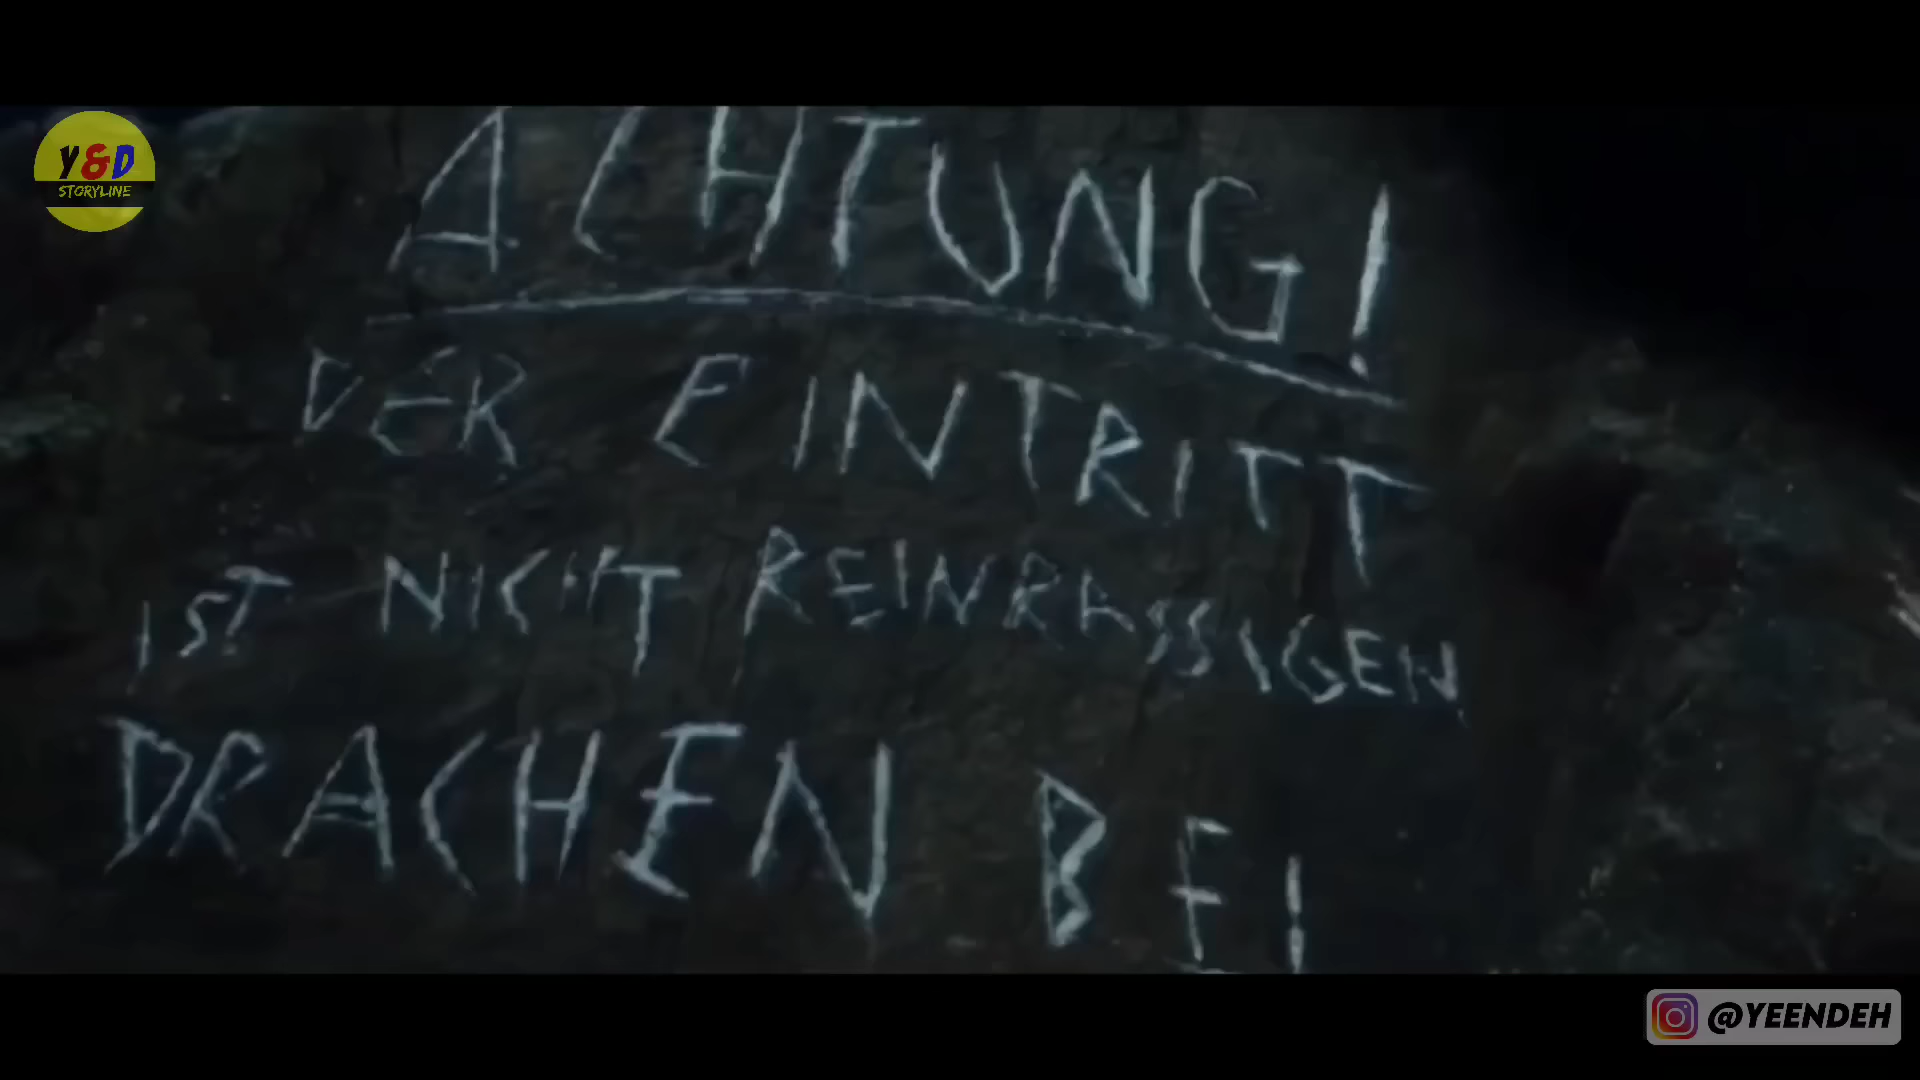 Y&D
STORYLINE
ACHTUNG!
DER EINTRITT
IST NICHT REINRASSIGEN
DRACHEN BEI
@YEENDEH